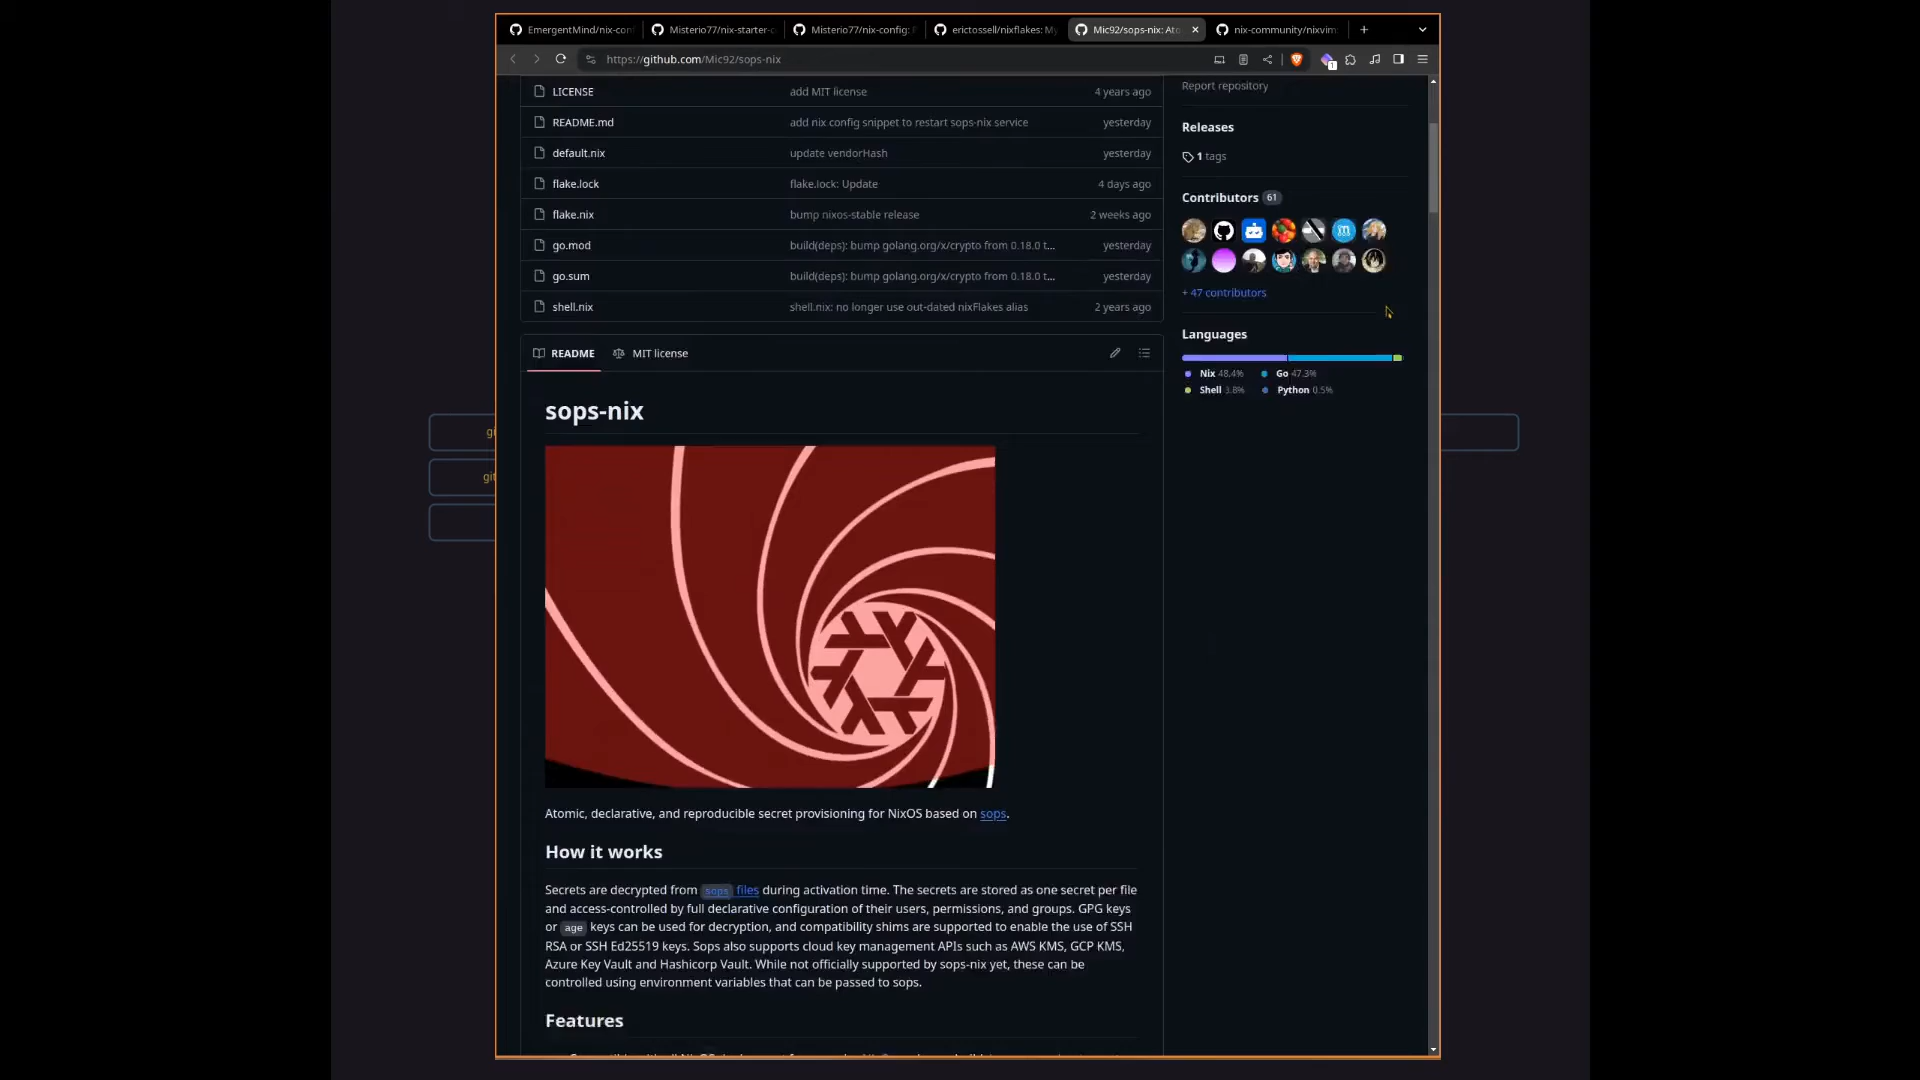 EmergentMind/nix-conf
Misterio77/nix-starter-c
Misterio77/nix-config:
erictossell/nixflakes: My
Mic92/sops-nix: Ato
nix-community/nixvim:
https://github.com/Mic92/sops-nix
1
LICENSE add MIT license 4 years ago
README.md add nix config snippet to restart sops-nix service yesterday
default.nix update vendorHash yesterday
flake.lock flake.lock: Update 4 days ago
flake.nix bump nixos-stable release 2 weeks ago
go.mod build(deps): bump golang.org/x/crypto from 0.18.0 t... yesterday
go.sum build(deps): bump golang.org/x/crypto from 0.18.0 t... yesterday
shell.nix shell.nix: no longer use out-dated nixFlakes alias 2 years ago
Report repository
Releases
1 tags
Contributors 61
+ 47 contributors
Languages
Nix 48.4% Go 47.3%
Shell 3.8% Python 0.5%
gi
git
README MIT license
sops-nix
Atomic, declarative, and reproducible secret provisioning for NixOS based on sops.
How it works
Secrets are decrypted from sops files during activation time. The secrets are stored as one secret per file
and access-controlled by full declarative configuration of their users, permissions, and groups. GPG keys
or age keys can be used for decryption, and compatibility shims are supported to enable the use of SSH
RSA or SSH Ed25519 keys. Sops also supports cloud key management APIs such as AWS KMS, GCP KMS,
Azure Key Vault and Hashicorp Vault. While not officially supported by sops-nix yet, these can be
controlled using environment variables that can be passed to sops.
Features